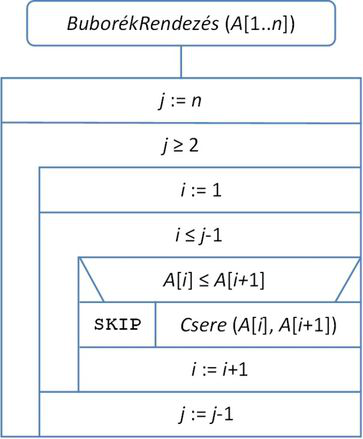 BuborékRendezés (A[1..n])
j := n
j ≥ 2
i := 1
i ≤ j-1
A[i] ≤ A[i+1]
SKIP Csere (A[i], A[i+1])
i := i+1
j := j-1